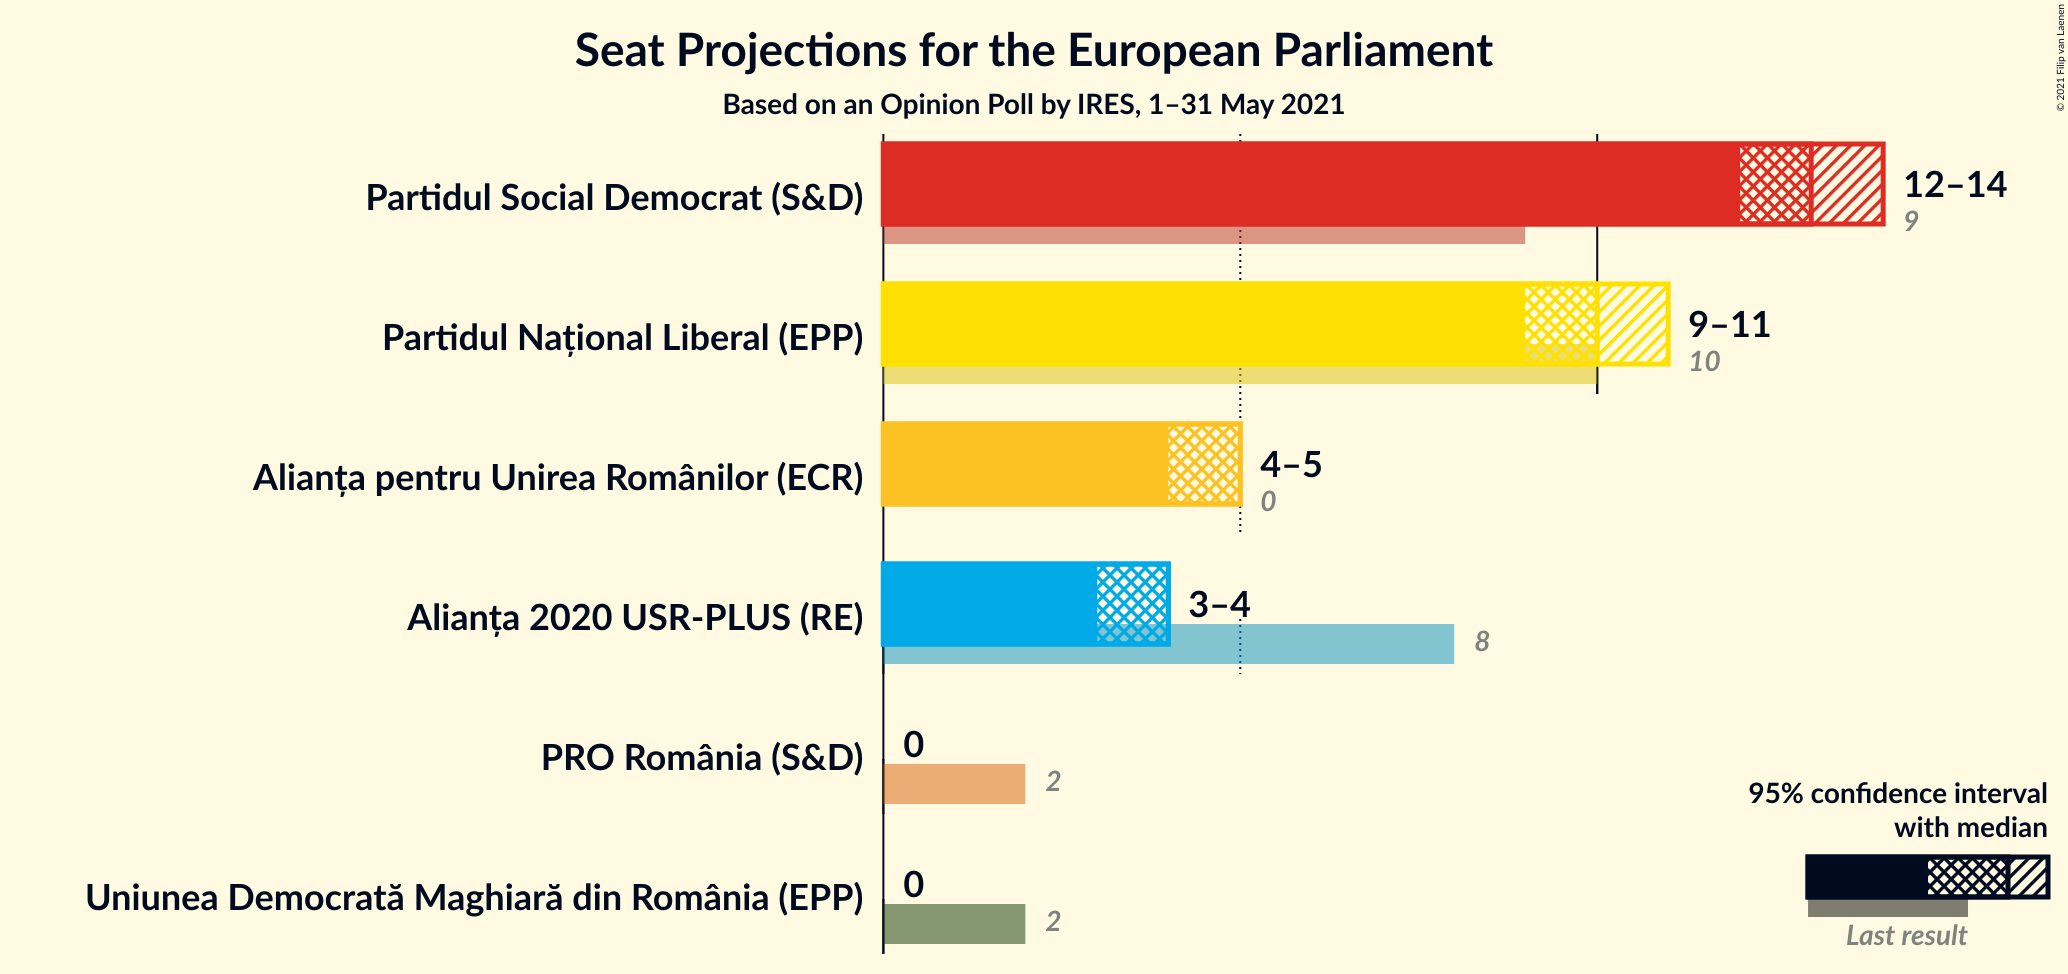 Seat Projections for the European Parliament
Based on an Opinion Poll by IRES, 1–31 May 2021
© 2021 Filip van Laenen
Partidul Social Democrat (S&D)
12–14
9
Partidul Național Liberal (EPP)
9–11
10
Alianța pentru Unirea Românilor (ECR)
4–5
0
Alianța 2020 USR-PLUS (RE)
3–4
8
PRO România (S&D)
0
2
Uniunea Democrată Maghiară din România (EPP)
0
2
95% confidence interval
with median
Last result